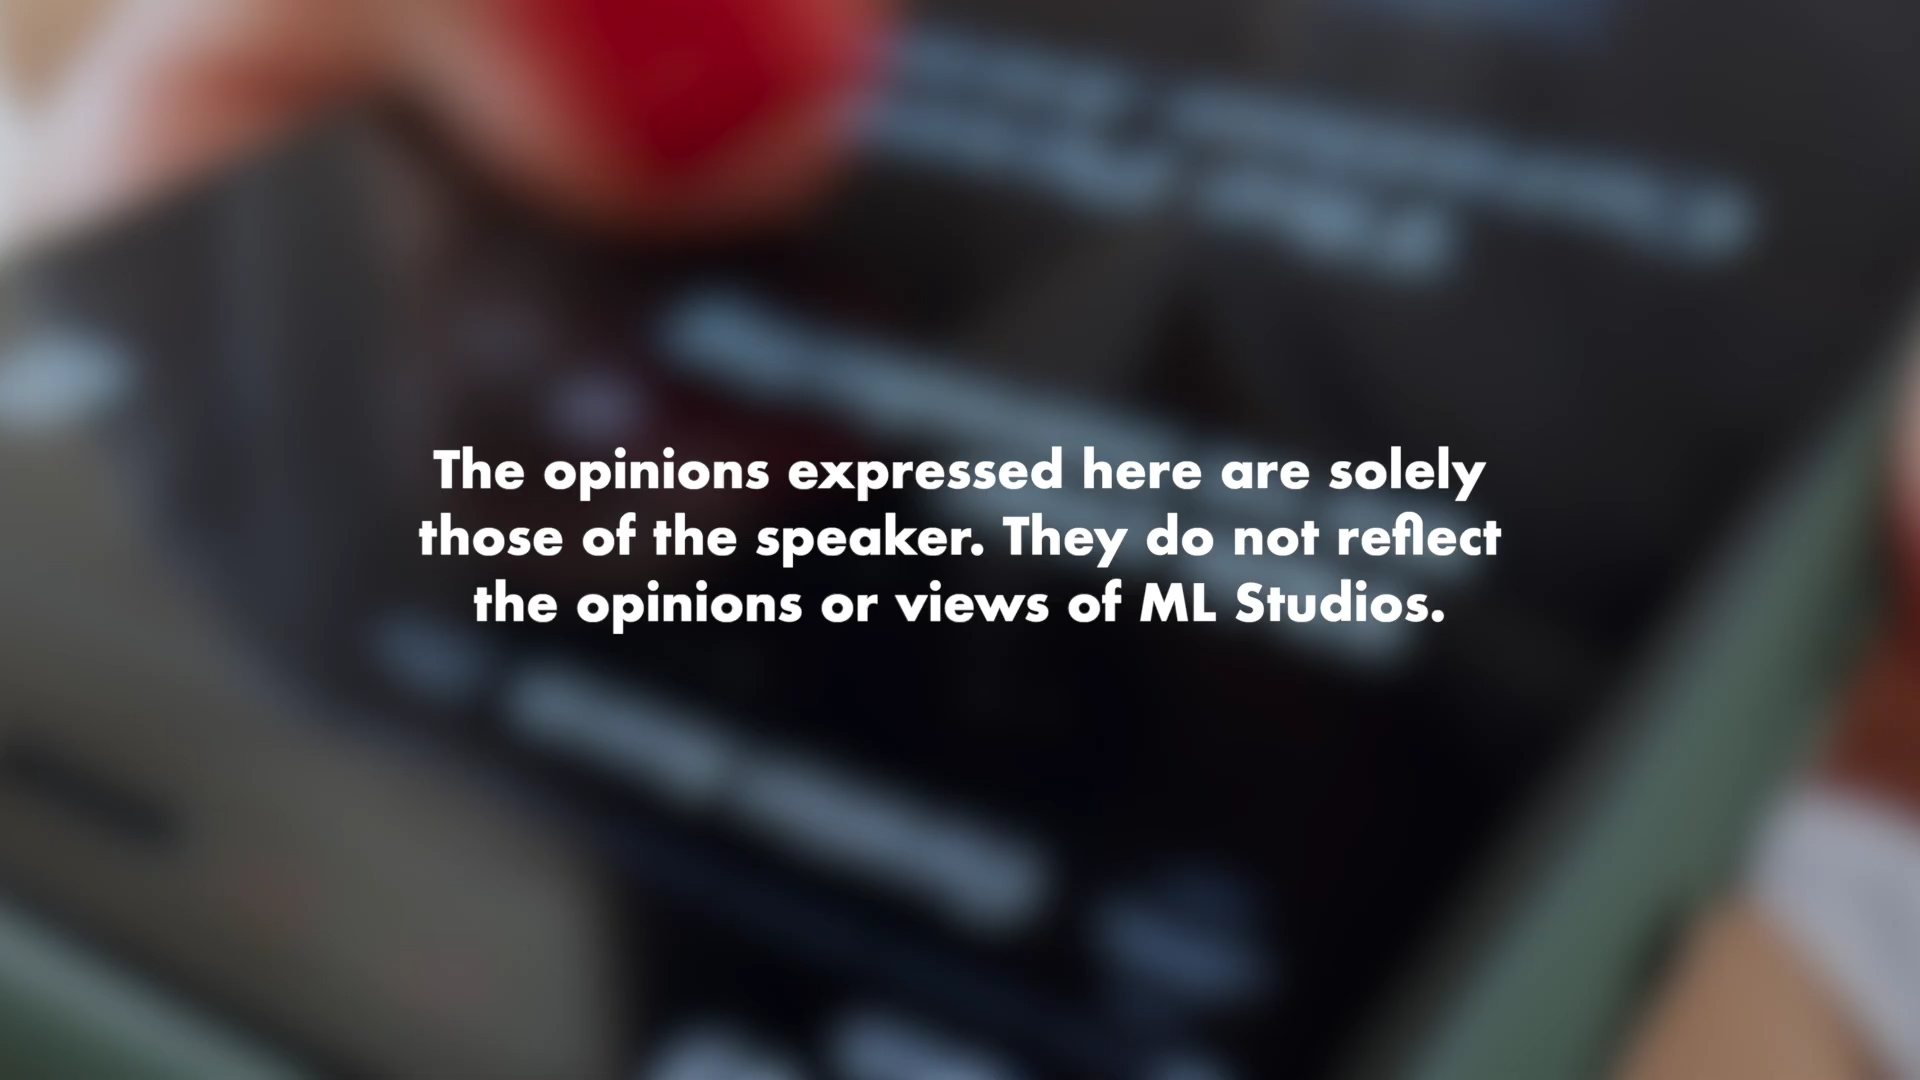 The opinions expressed here are solely
those of the speaker. They do not reflect
the opinions or views of ML Studios.